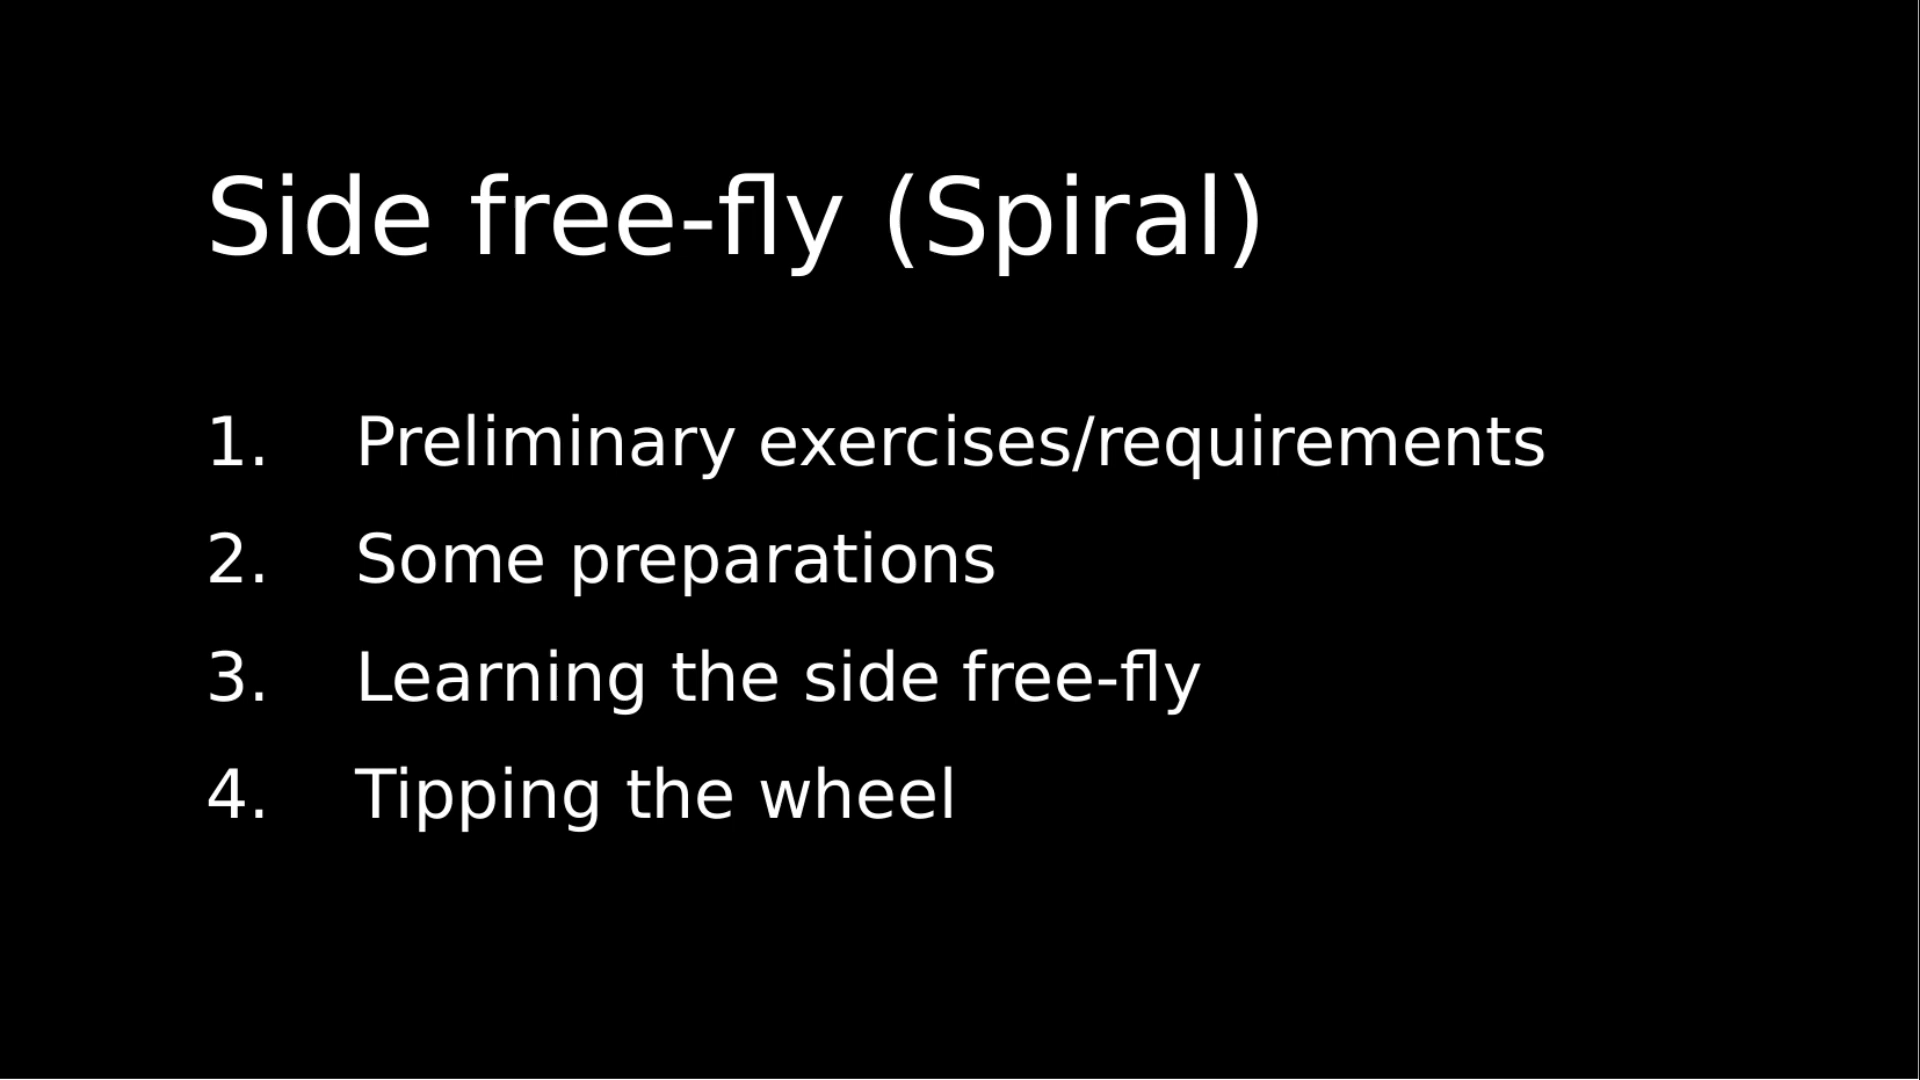 Side free-fly (Spiral)
1. Preliminary exercises/requirements
2. Some preparations
3. Learning the side free-fly
4. Tipping the wheel